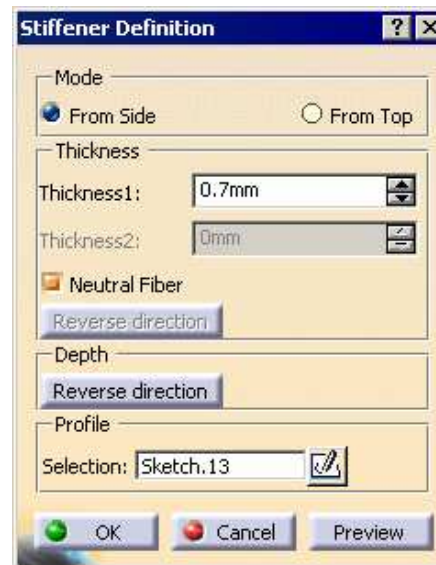 Stiffener Definition ? X
Mode
From Side From Top
Thickness
Thickness1: 0.7mm
Thickness2: 0mm
Neutral Fiber
Reverse direction
Depth
Reverse direction
Profile
Selection: Sketch.13
OK Cancel Preview